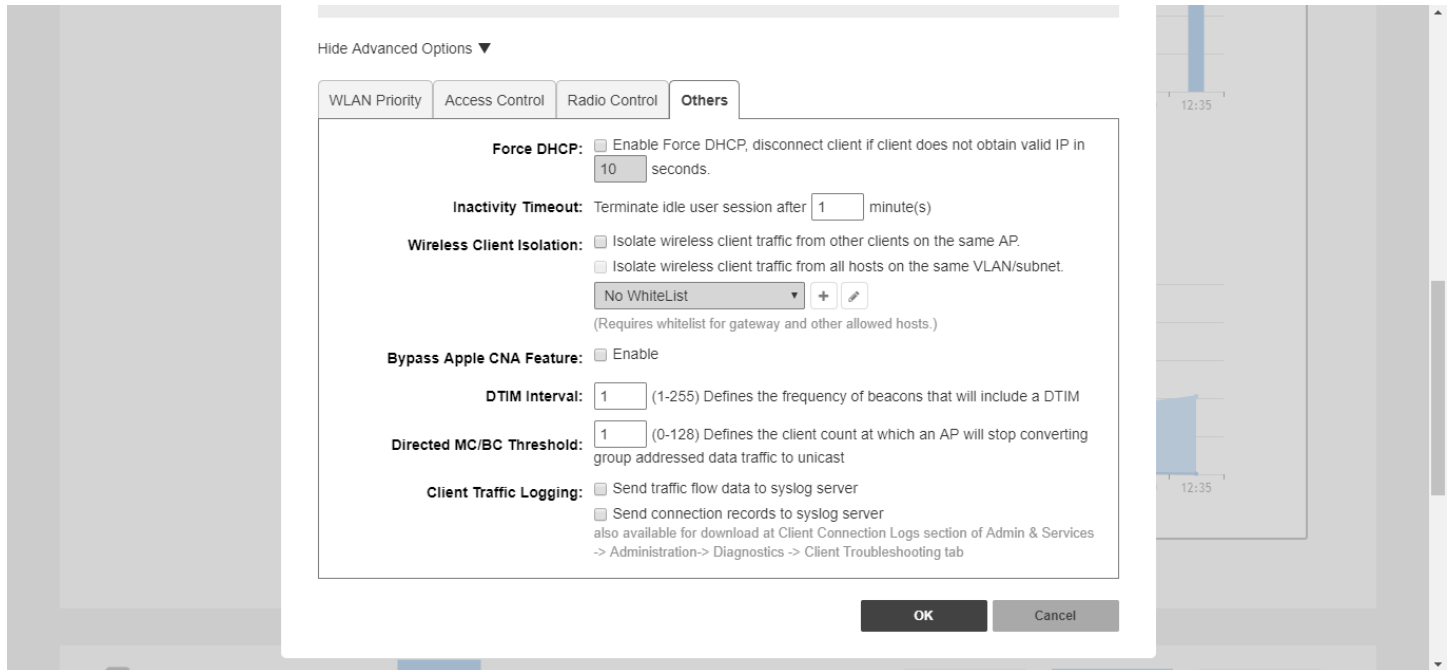 Hide Advanced Options ▼
WLAN Priority Access Control Radio Control Others
12:35
Force DHCP: Enable Force DHCP, disconnect client if client does not obtain valid IP in
10 seconds.
Inactivity Timeout: Terminate idle user session after 1 minute(s)
Wireless Client Isolation: Isolate wireless client traffic from other clients on the same AP.
Isolate wireless client traffic from all hosts on the same VLAN/subnet.
No WhiteList
(Requires whitelist for gateway and other allowed hosts.)
Bypass Apple CNA Feature: Enable
DTIM Interval: 1 (1-255) Defines the frequency of beacons that will include a DTIM
Directed MC/BC Threshold: 1 (0-128) Defines the client count at which an AP will stop converting
group addressed data traffic to unicast
Client Traffic Logging: Send traffic flow data to syslog server
12:35
Send connection records to syslog server
also available for download at Client Connection Logs section of Admin & Services
-> Administration-> Diagnostics -> Client Troubleshooting tab
OK Cancel